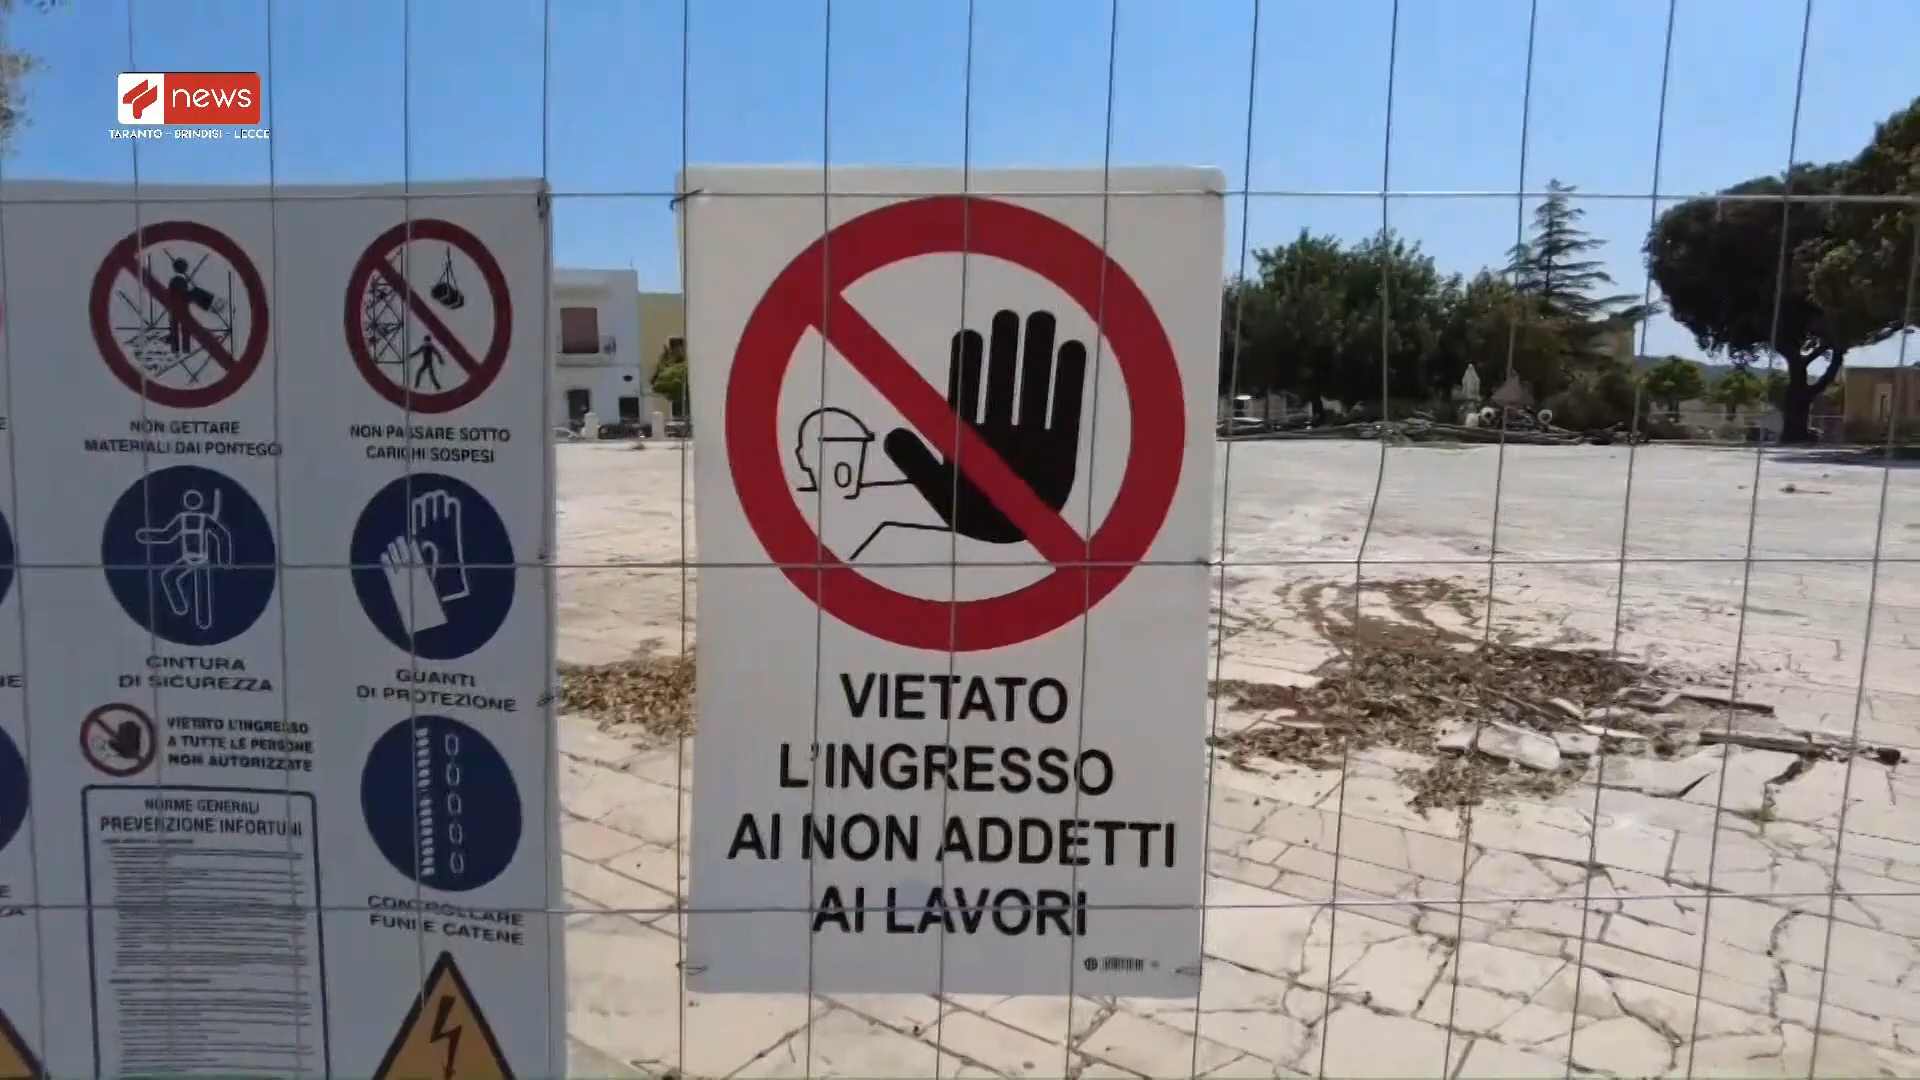 news
TARANTO - BRINDISI - LECCE
NON GETTARE
MATERIALI DAI PONTEGGI
NON PASSARE SOTTO
CARICHI SOSPESI
CINTURA
DI SICUREZZA
GUANTI
DI PROTEZIONE
VIETATO L'INGRESSO
A TUTTE LE PERSONE
NON AUTORIZZATE
NORME GENERALI
PREVENZIONE INFORTUNI
CONTROLLARE
FUNI E CATENE
VIETATO
L'INGRESSO
AI NON ADDETTI
AI LAVORI